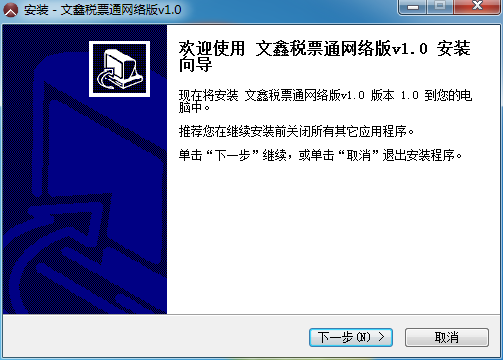 安装 - 文鑫税票通网络版v1.0
欢迎使用 文鑫税票通网络版v1.0 安装
向导
现在将安装 文鑫税票通网络版v1.0 版本 1.0 到您的电
脑中。
推荐您在继续安装前关闭所有其它应用程序。
单击“下一步”继续，或单击“取消”退出安装程序。
下一步(N) >
取消